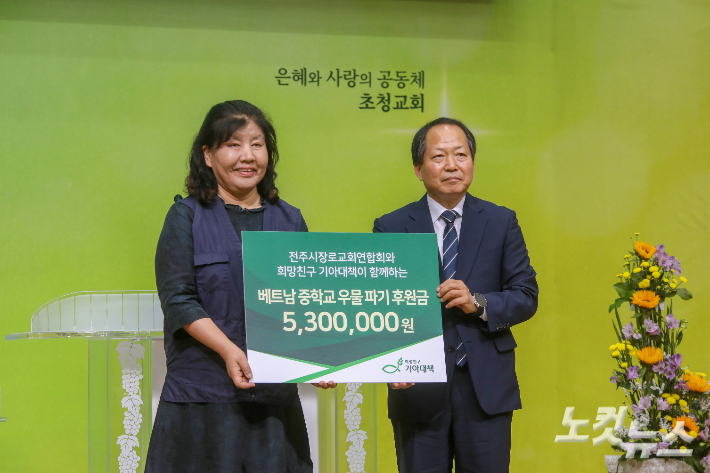 은혜와 사랑의 공동체
초청교회
전주시장로교회연합회와
희망친구 기아대책이 함께하는
베트남 중학교 우물 파기 후원금
5,300,000원
희망친구
기아대책
노컷뉴스